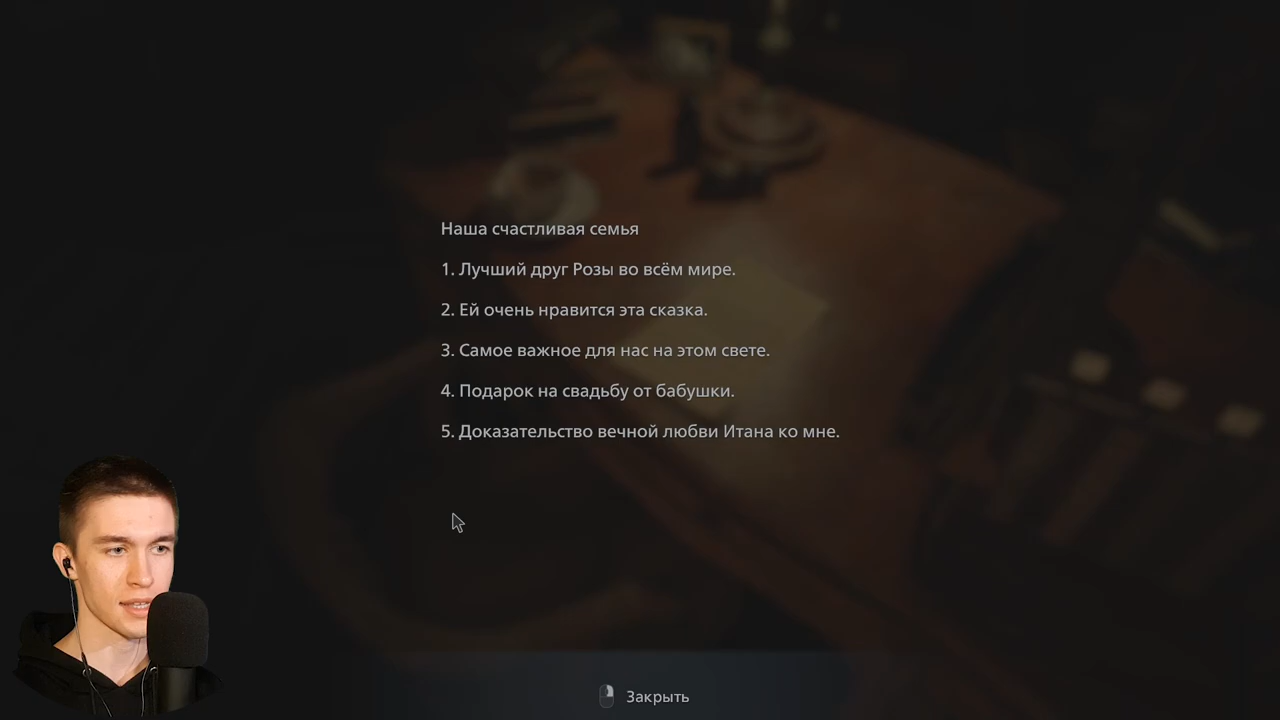 Наша счастливая семья
1. Лучший друг Розы во всём мире.
2. Ей очень нравится эта сказка.
3. Самое важное для нас на этом свете.
4. Подарок на свадьбу от бабушки.
5. Доказательство вечной любви Итана ко мне.
Закрыть